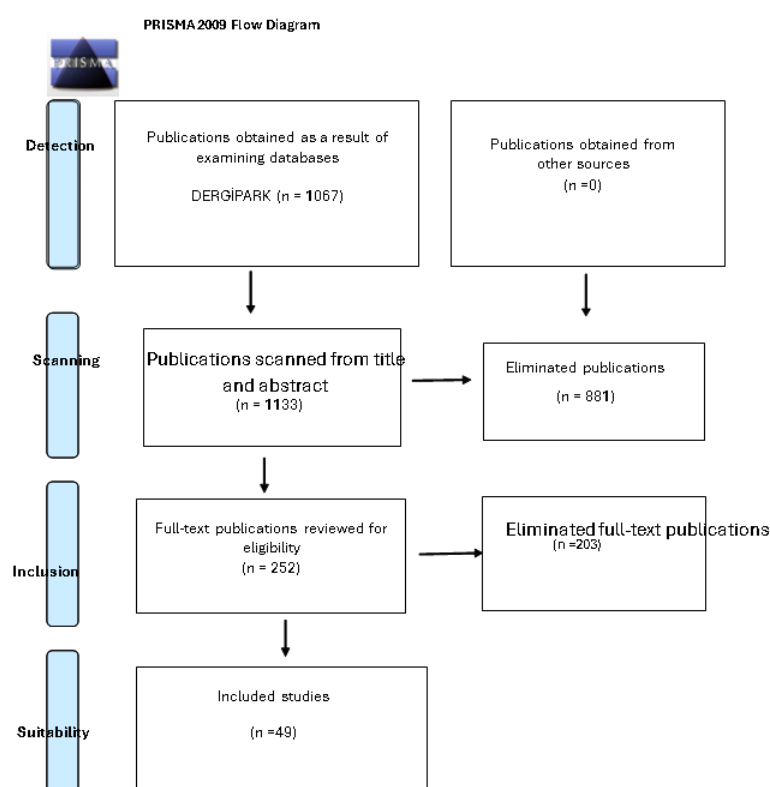 PRISMA 2009 Flow Diagram
PRISMA
Detection
Publications obtained as a result of
examining databases
DERGİPARK (n = 1067)
Publications obtained from
other sources
(n =0)
Scanning
Publications scanned from title
and abstract
(n = 1133)
Eliminated publications
(n = 881)
Inclusion
Full-text publications reviewed for
eligibility
(n = 252)
Eliminated full-text publications
(n =203)
Suitability
Included studies
(n =49)